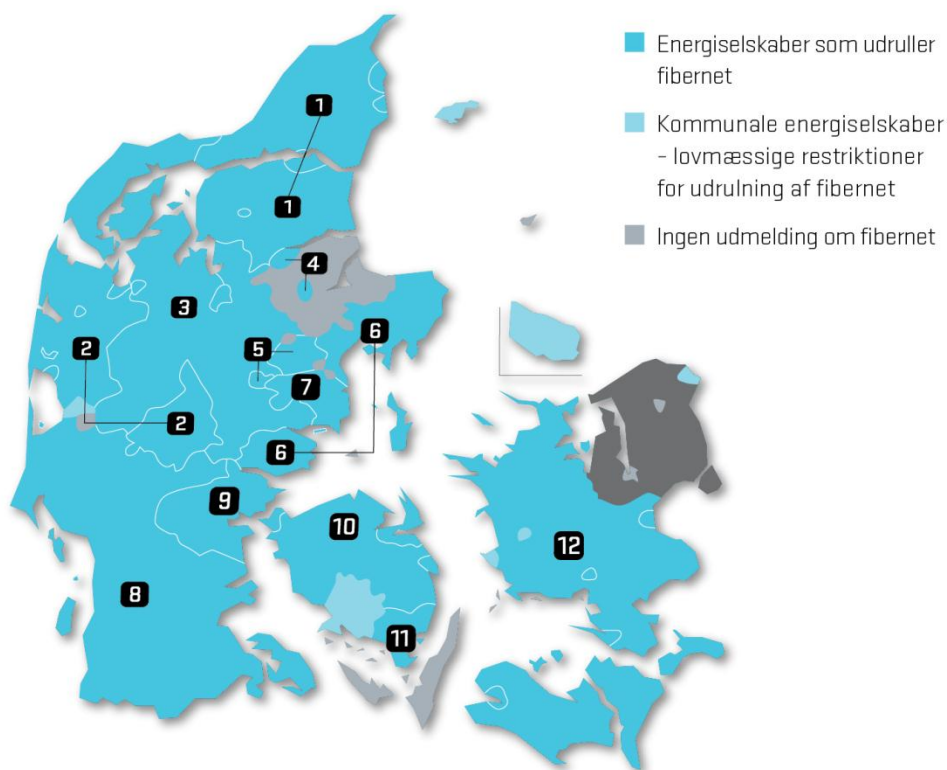 Energiselskaber som udruller
fibernet
Kommunale energiselskaber
- lovmæssige restriktioner
for udrulning af fibernet
Ingen udmelding om fibernet
1
1
4
3
6
2
5
7
2
6
9
10
12
8
11